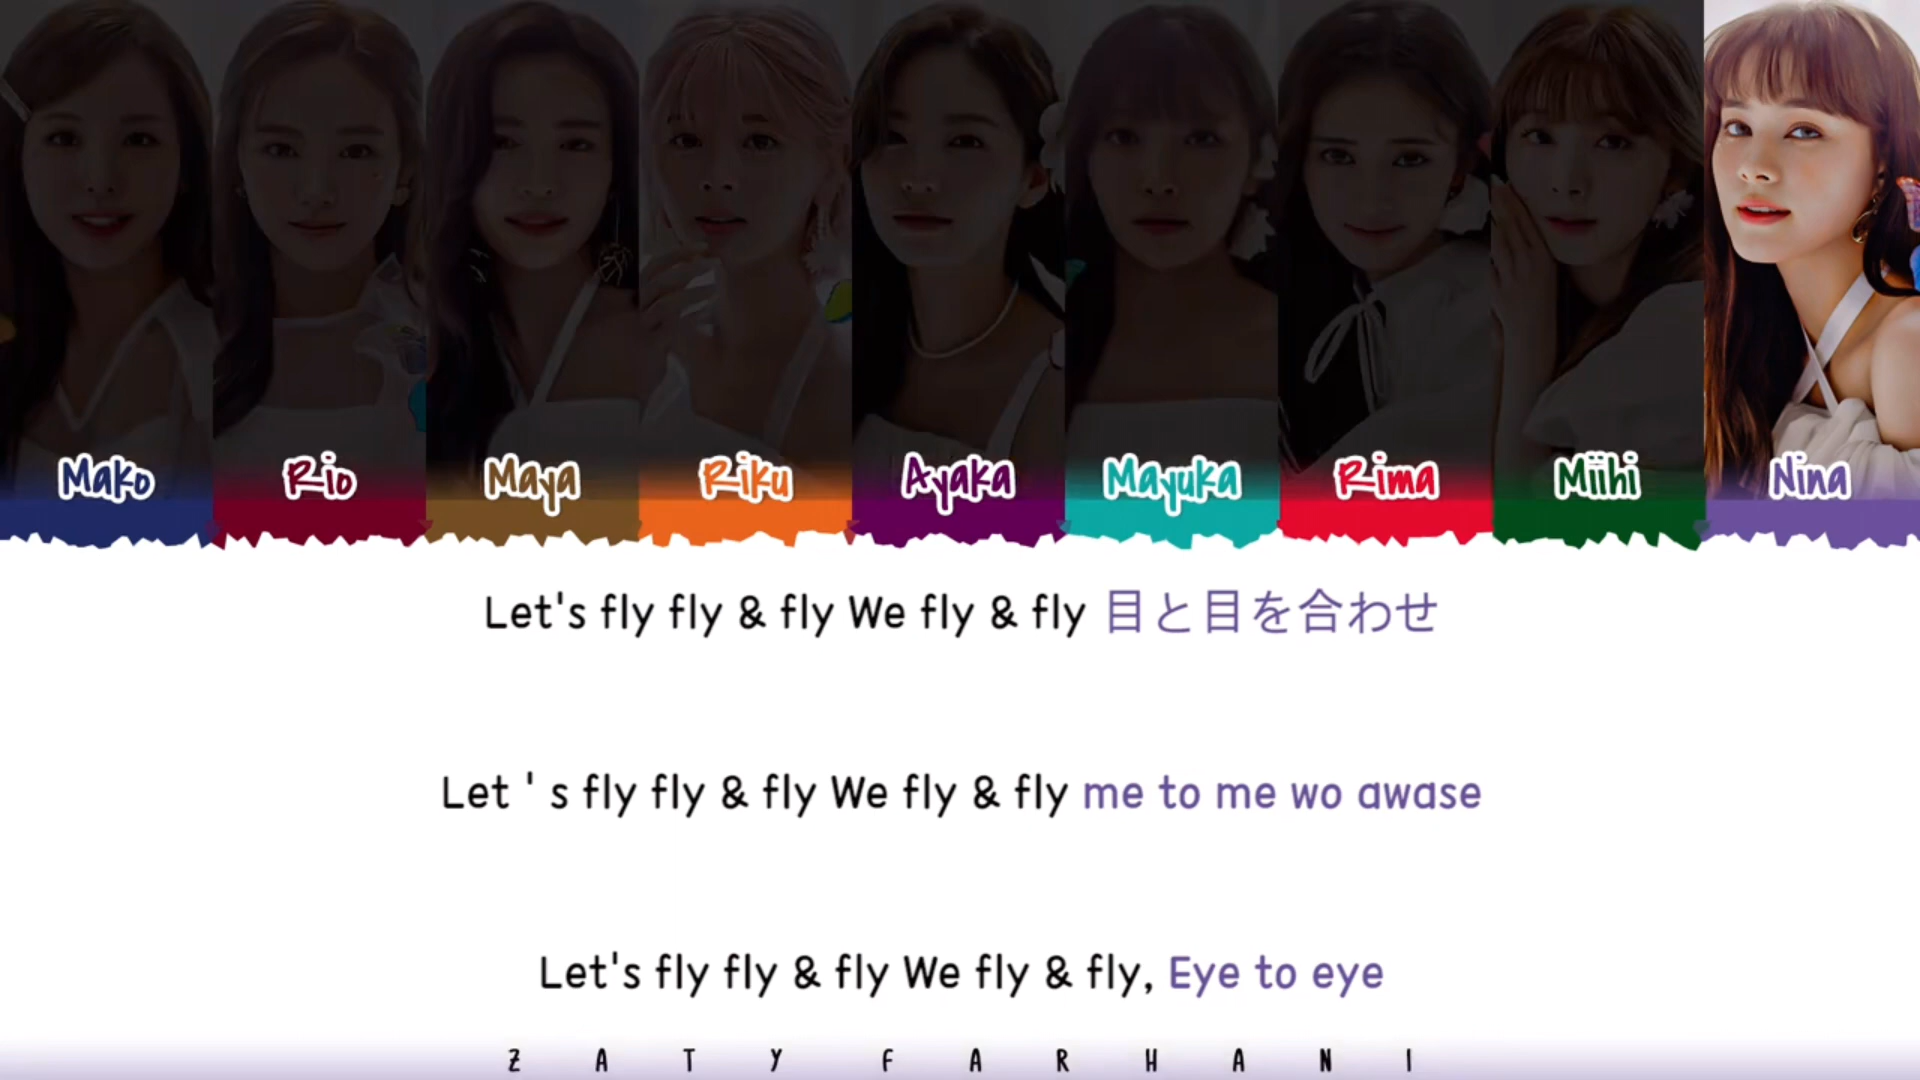 Mako Rio Maya Riku Ayaka Mayuka Rima Miihi Nina
Let's fly fly & fly We fly & fly 目と目を合わせ
Let ' s fly fly & fly We fly & fly me to me wo awase
Let's fly fly & fly We fly & fly, Eye to eye
ZATY FARHANI